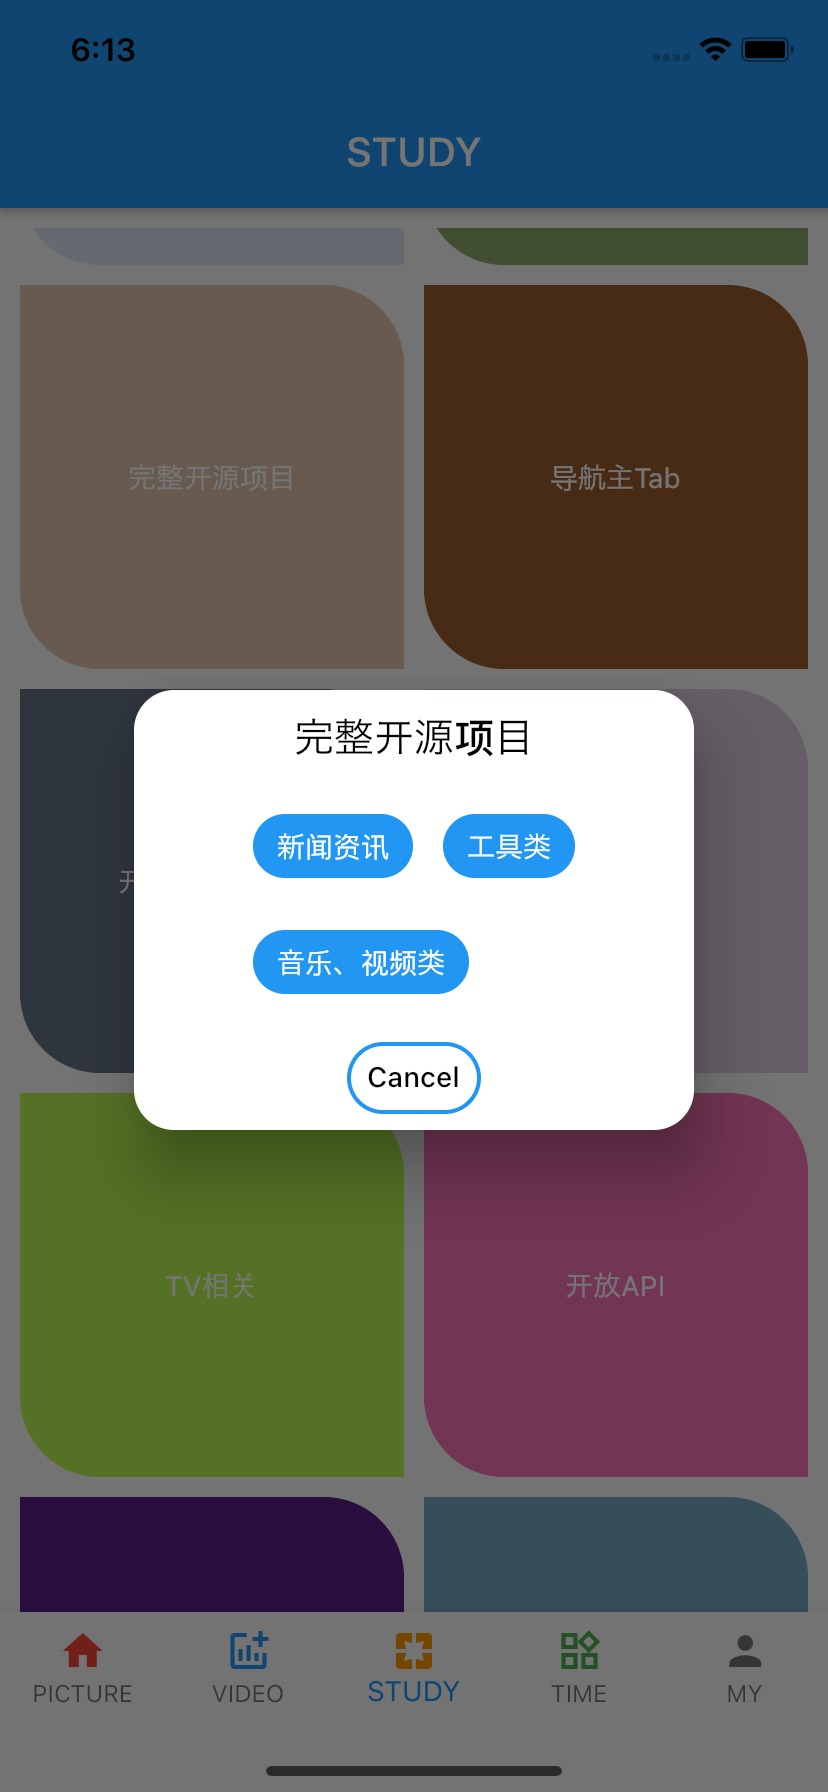 6:13
STUDY
完整开源项目
导航主Tab
开
完整开源项目
新闻资讯
工具类
音乐、视频类
Cancel
TV相关
开放API
PICTURE
VIDEO
STUDY
TIME
MY